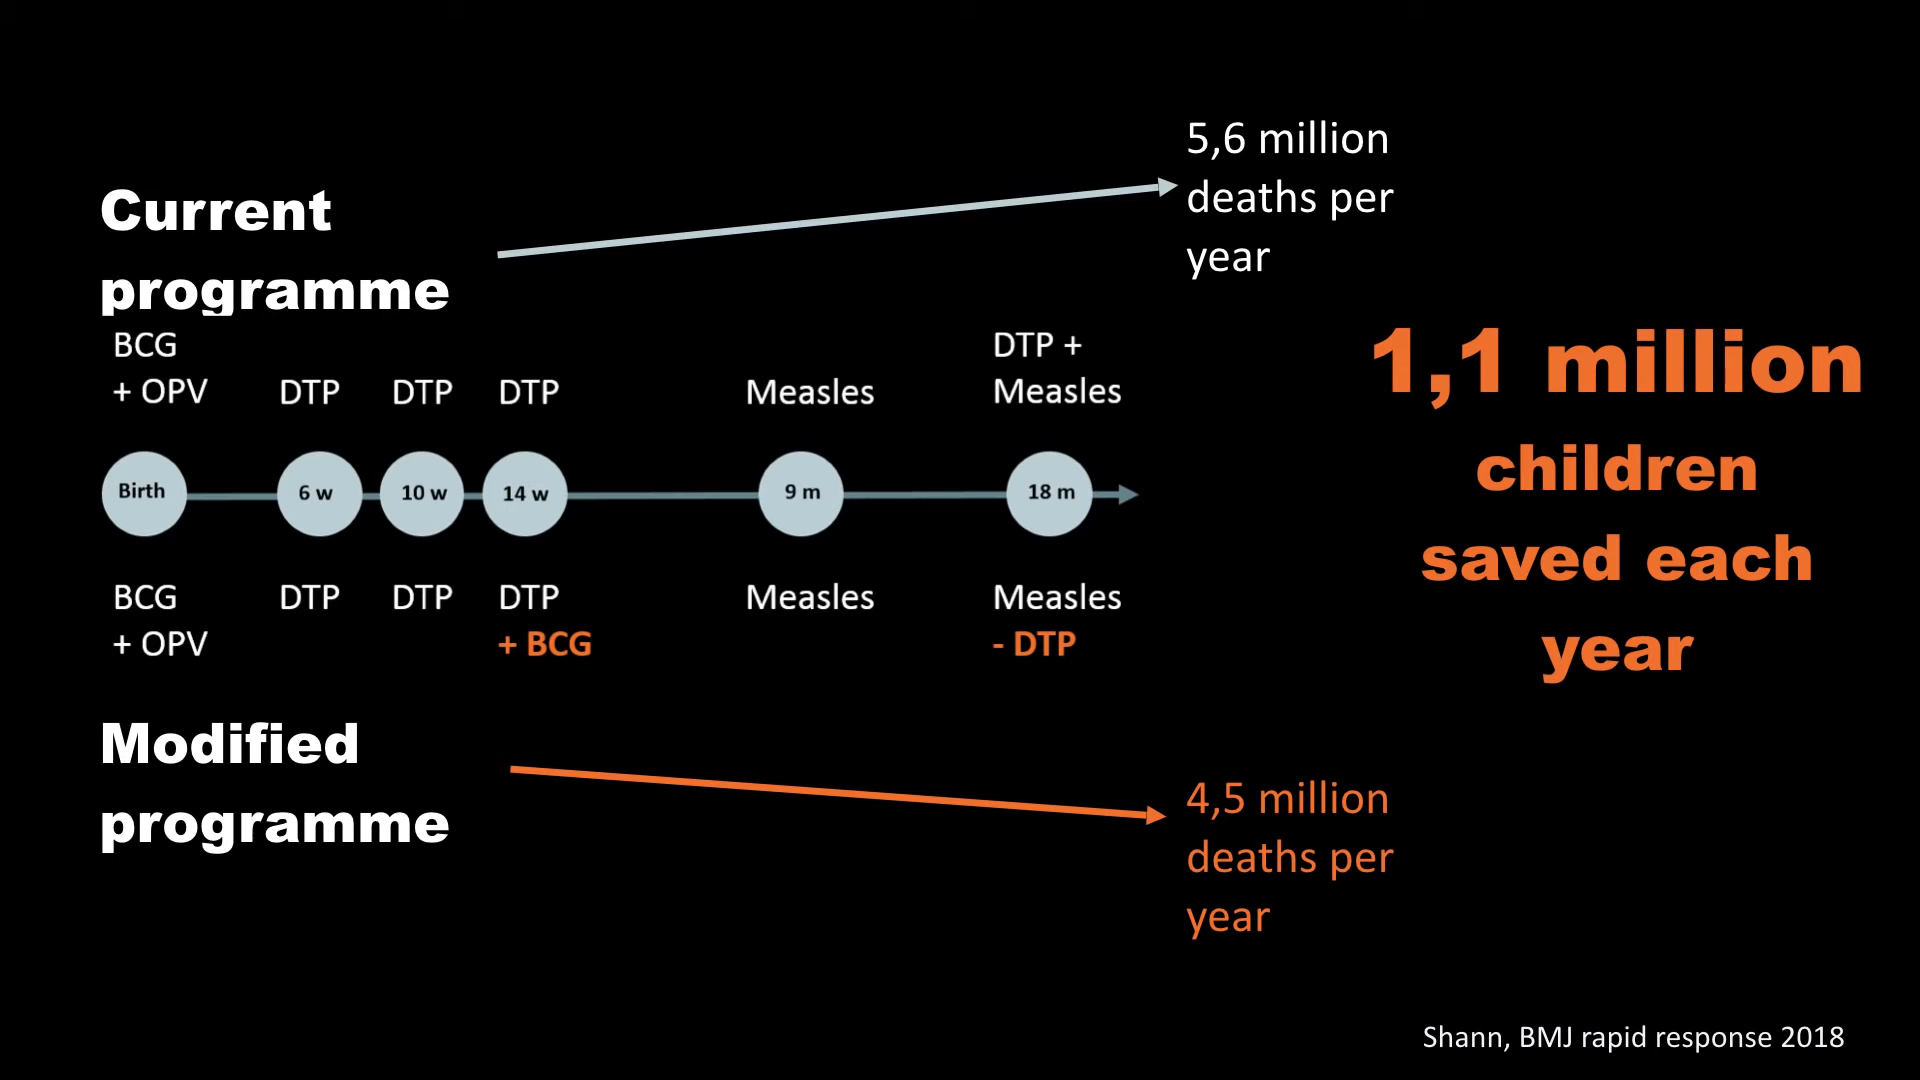 Current
programme
5,6 million
deaths per
year
BCG
+ OPV
DTP
DTP
DTP
Measles
DTP +
Measles
Birth
6 w
10 w
14 w
9 m
18 m
BCG
+ OPV
DTP
DTP
DTP
+ BCG
Measles
Measles
- DTP
Modified
programme
4,5 million
deaths per
year
1,1 million
children
saved each
year
Shann, BMJ rapid response 2018